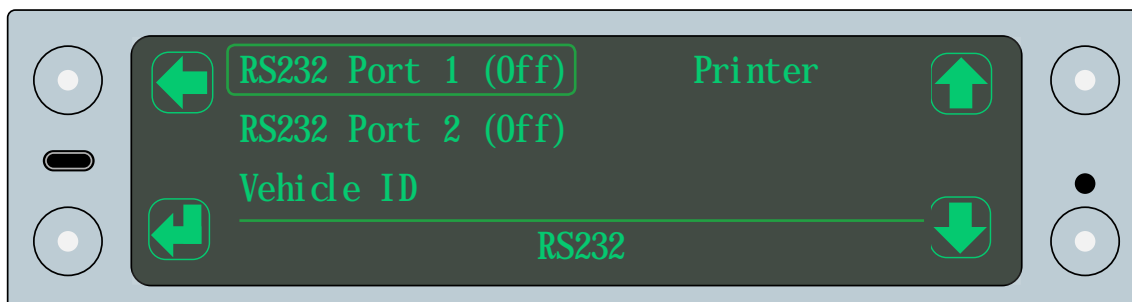 RS232 Port 1 (Off) Printer
RS232 Port 2 (Off)
Vehicle ID
RS232